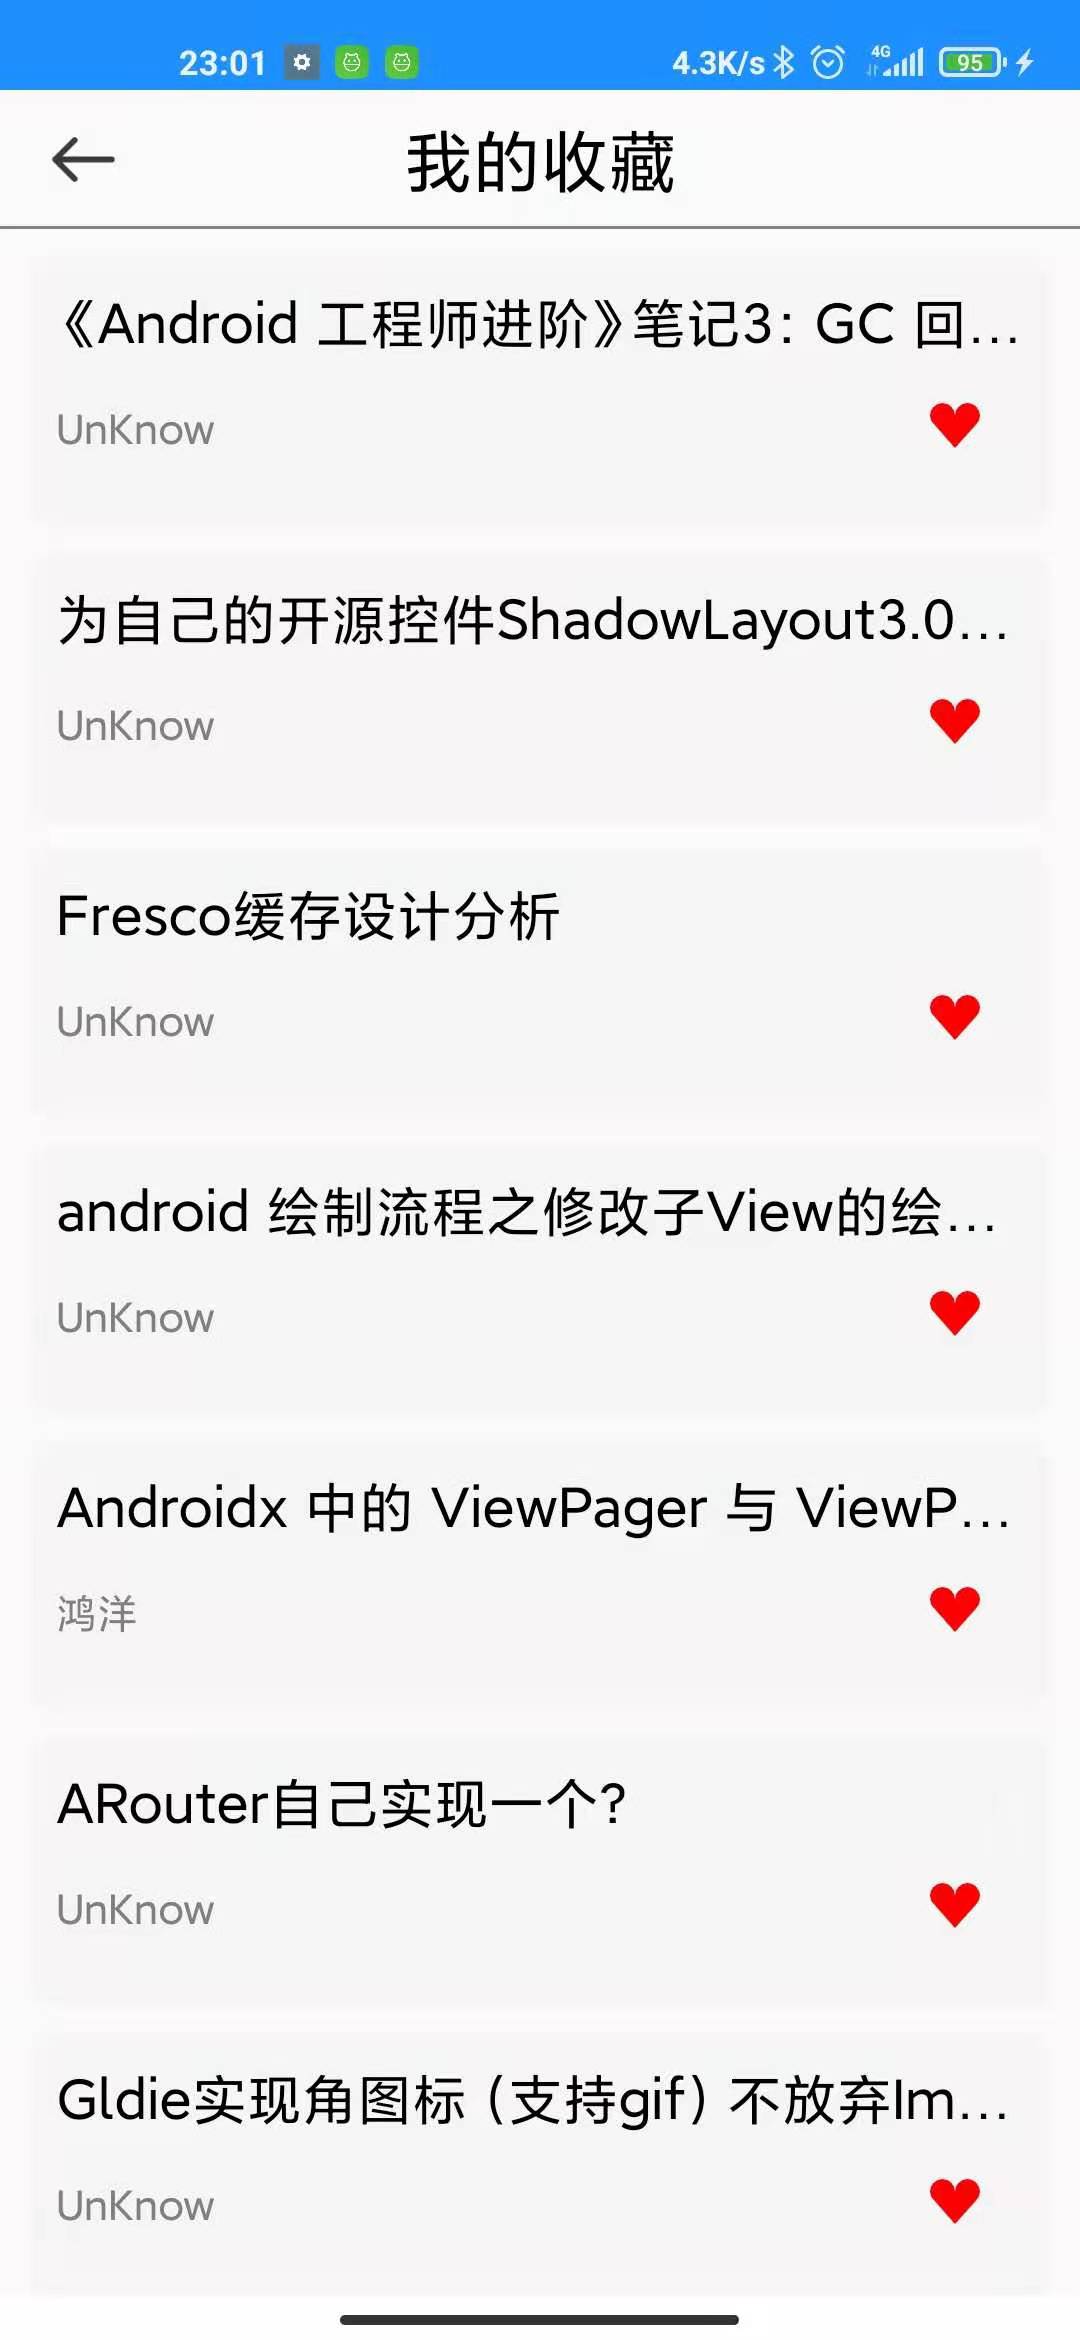 23:01 4.3K/s 4G 95
我的收藏
《Android 工程师进阶》笔记3：GC 回...
UnKnow
为自己的开源控件ShadowLayout3.0...
UnKnow
Fresco缓存设计分析
UnKnow
android 绘制流程之修改子View的绘...
UnKnow
Androidx 中的 ViewPager 与 ViewP...
鸿洋
ARouter自己实现一个？
UnKnow
Gldie实现角图标（支持gif）不放弃Im...
UnKnow